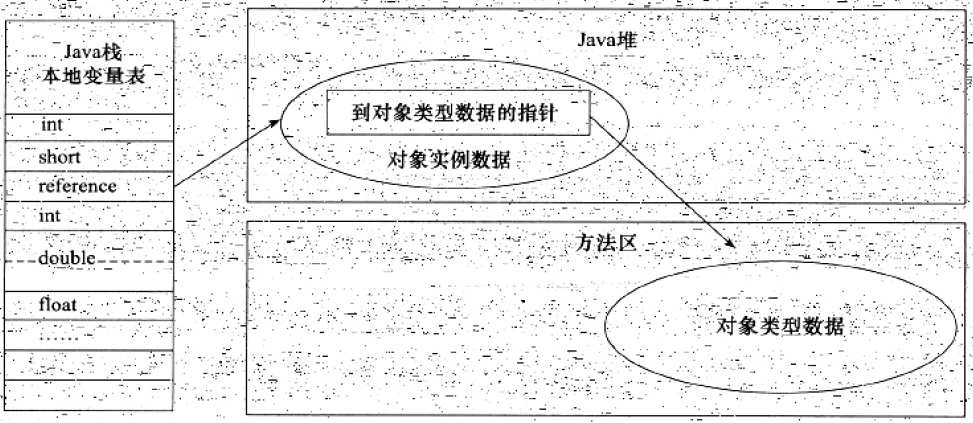 Java栈
本地变量表
int
short
reference
int
double
float
……
Java堆
到对象类型数据的指针
对象实例数据
方法区
对象类型数据